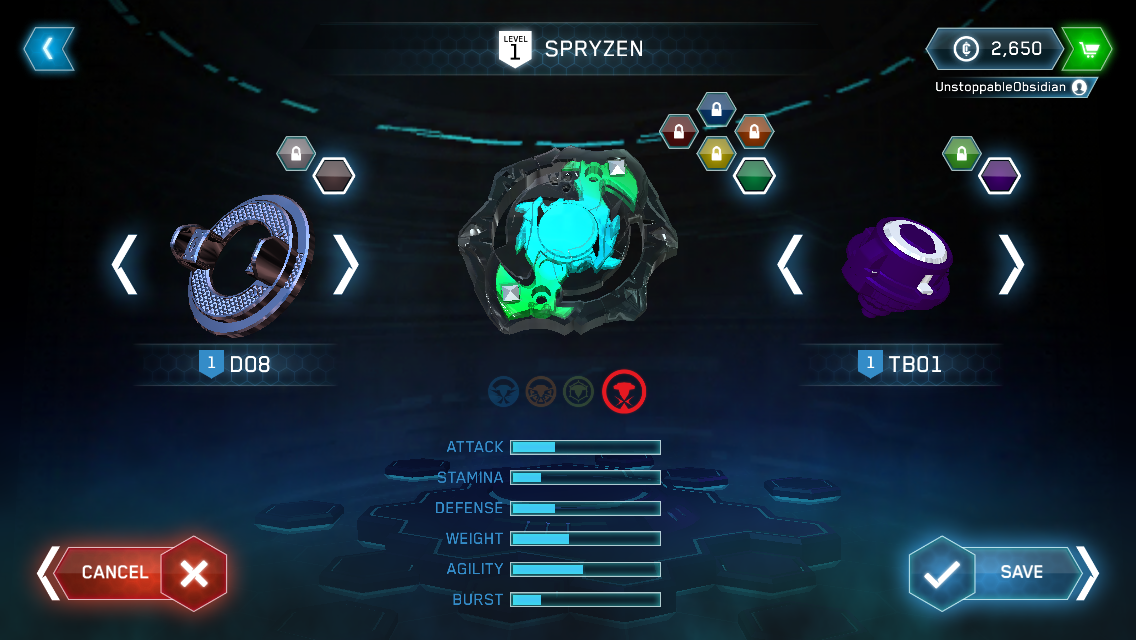 LEVEL
1
SPRYZEN
2,650
UnstoppableObsidian
1 D08
1 TB01
ATTACK
STAMINA
DEFENSE
WEIGHT
AGILITY
BURST
CANCEL
SAVE